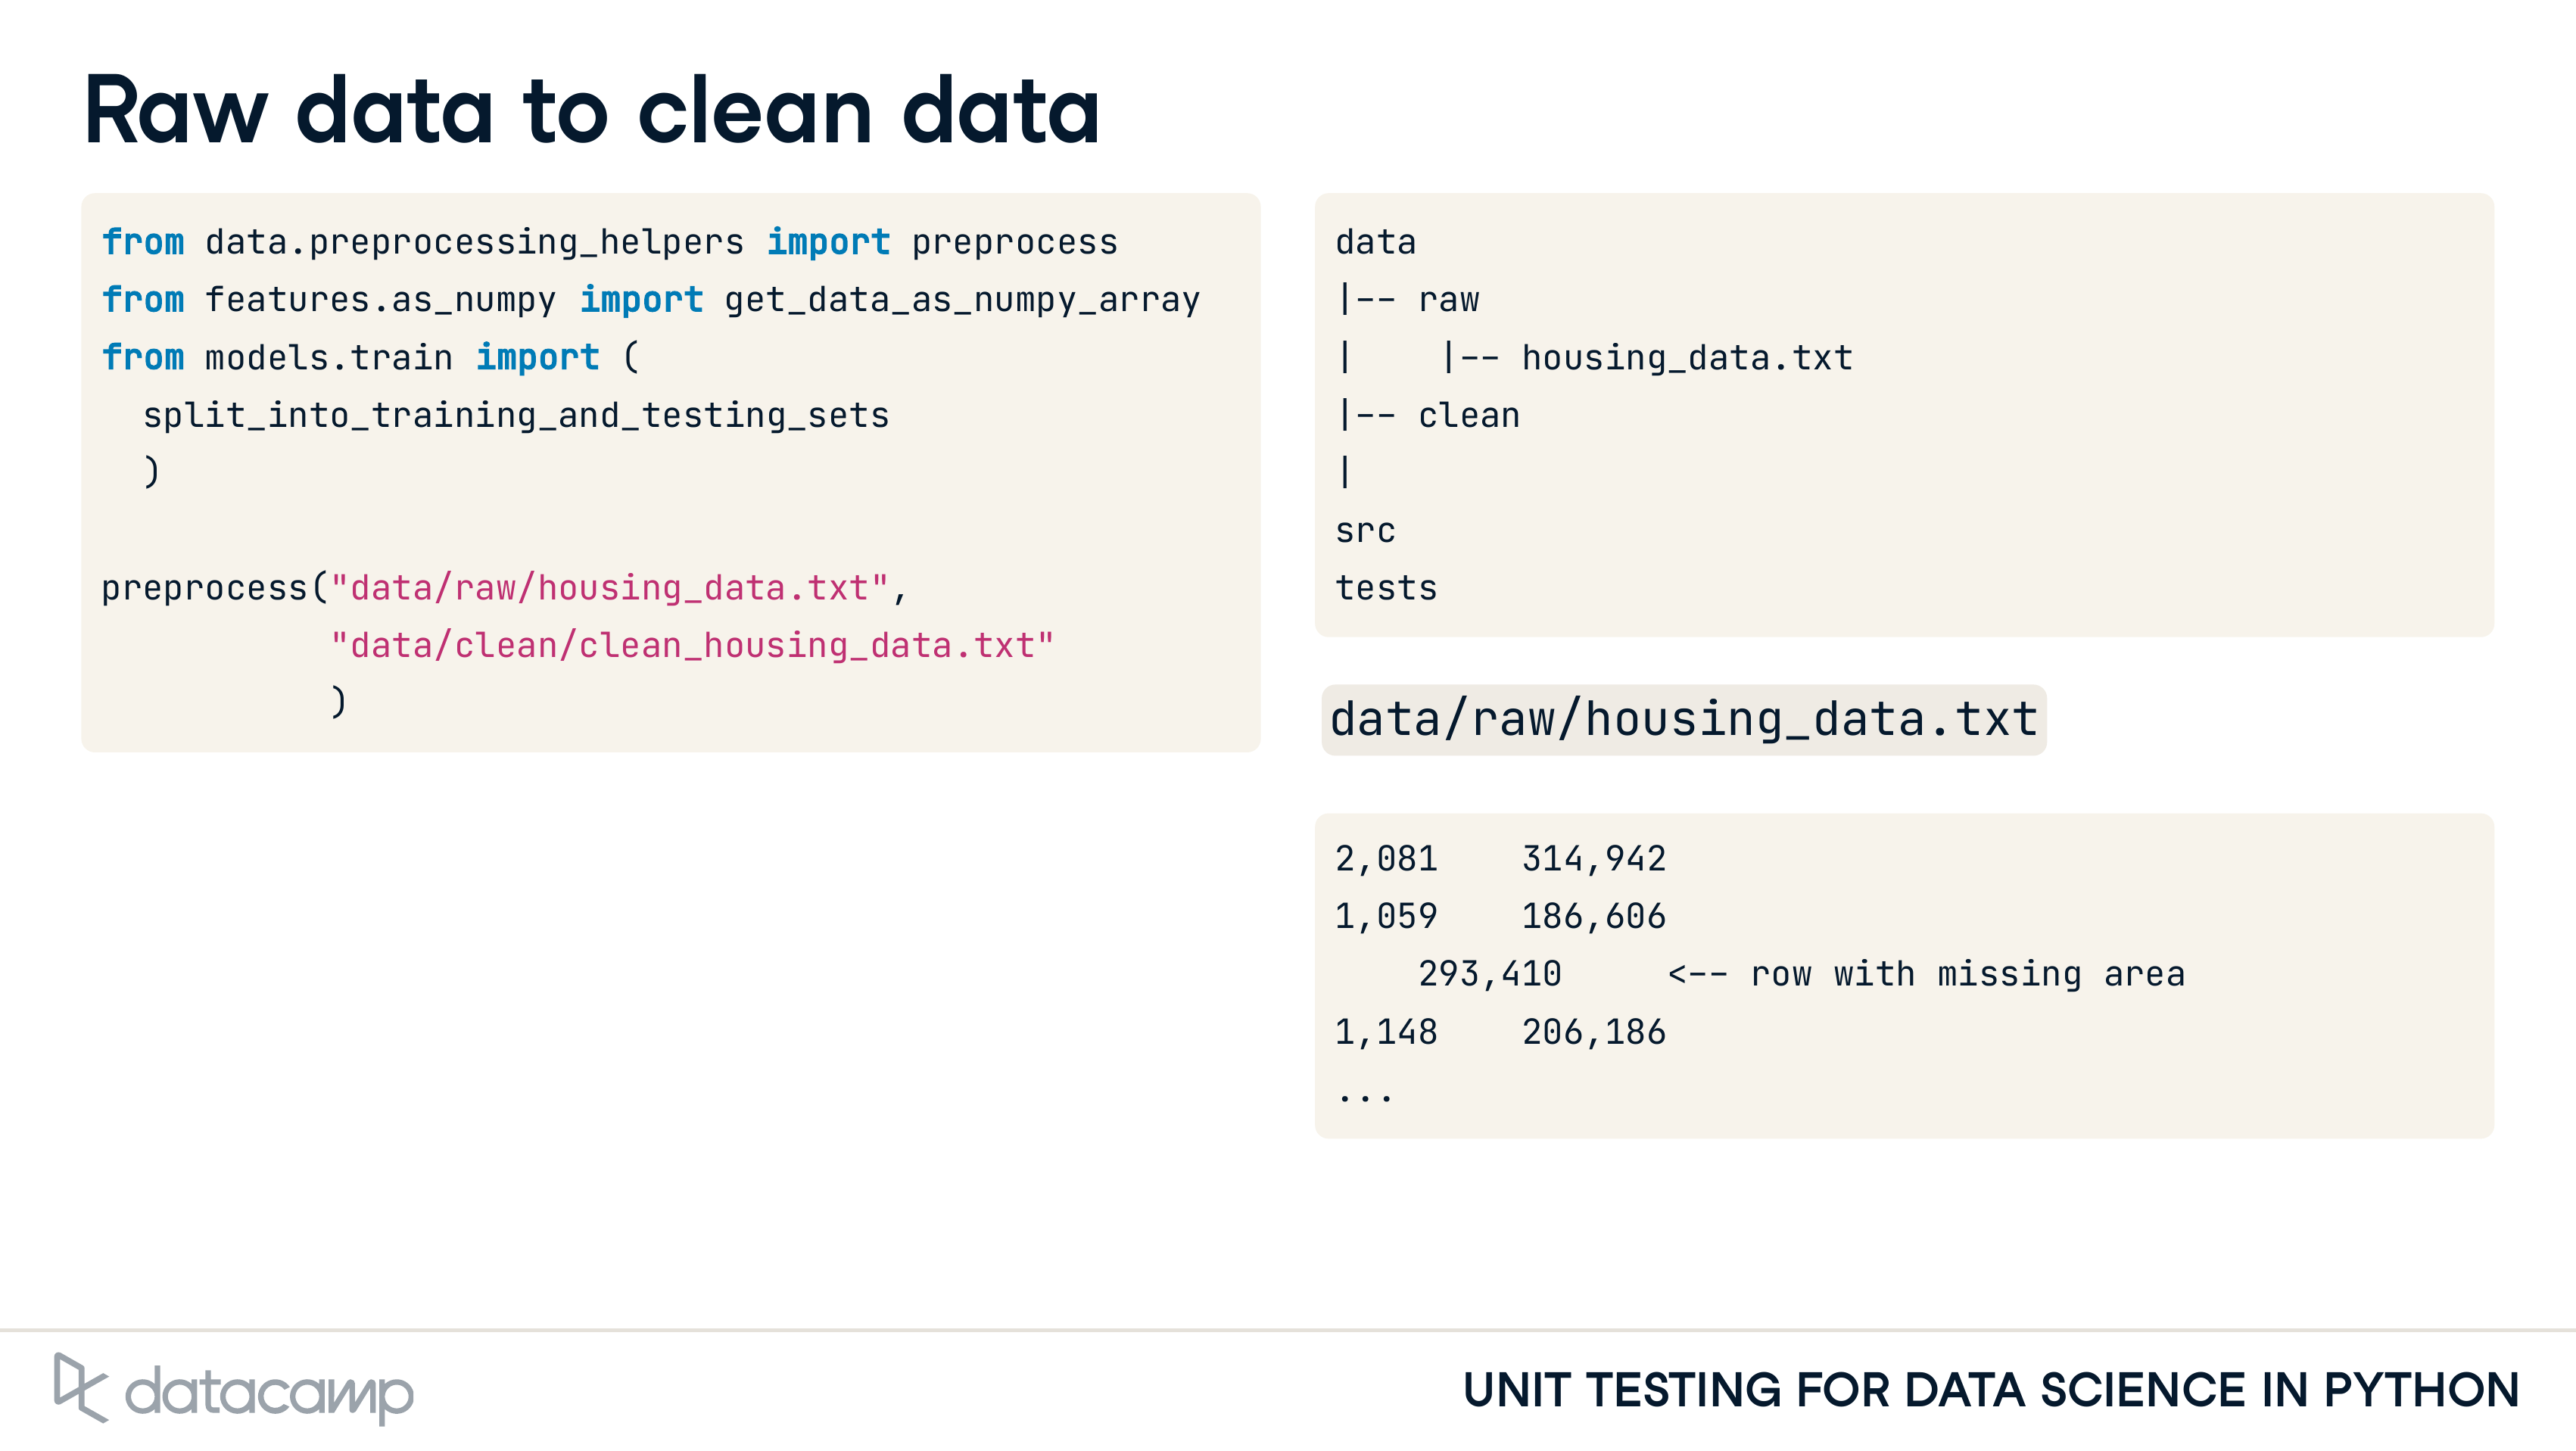 Raw data to clean data
from data.preprocessing_helpers import preprocess
from features.as_numpy import get_data_as_numpy_array
from models.train import (
  split_into_training_and_testing_sets
  )
preprocess("data/raw/housing_data.txt",
           "data/clean/clean_housing_data.txt"
           )
data
|-- raw
|    |-- housing_data.txt
|-- clean
|
src
tests
data/raw/housing_data.txt
2,081    314,942
1,059    186,606
    293,410     <-- row with missing area
1,148    206,186
...
datacamp
UNIT TESTING FOR DATA SCIENCE IN PYTHON